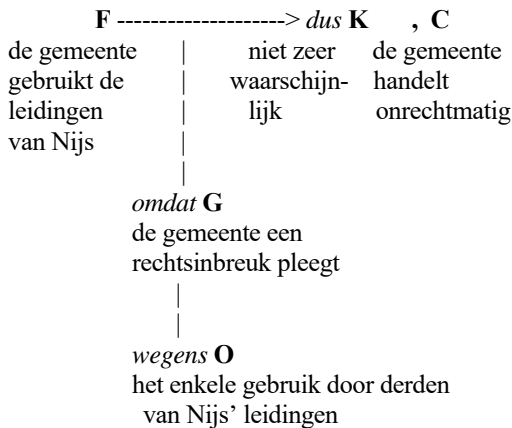 F ---------------------> dus K , C
de gemeente | niet zeer de gemeente
gebruikt de | waarschijn- handelt
leidingen | lijk onrechtmatig
van Nijs |
|
omdat G
de gemeente een
rechtsinbreuk pleegt
|
|
wegens O
het enkele gebruik door derden
van Nijs’ leidingen